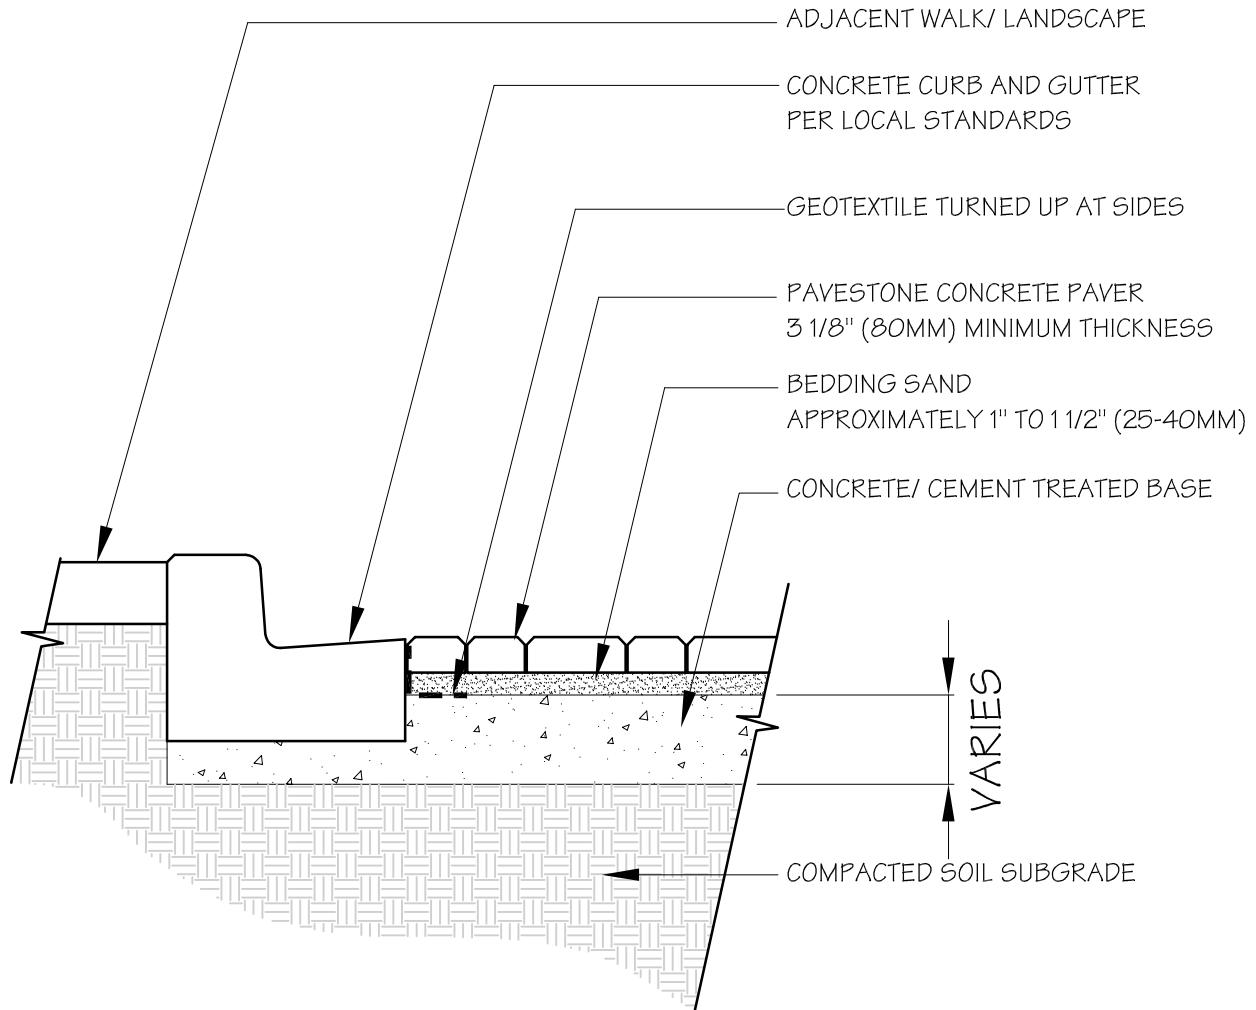 ADJACENT WALK/ LANDSCAPE
CONCRETE CURB AND GUTTER
PER LOCAL STANDARDS
GEOTEXTILE TURNED UP AT SIDES
PAVESTONE CONCRETE PAVER
3 1/8" (80MM) MINIMUM THICKNESS
BEDDING SAND
APPROXIMATELY 1" TO 1 1/2" (25-40MM)
CONCRETE/ CEMENT TREATED BASE
VARIES
COMPACTED SOIL SUBGRADE